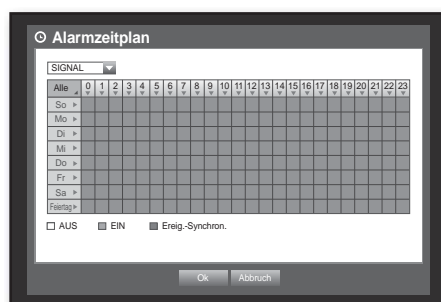 Alarmzeitplan
SIGNAL
Alle 0 1 2 3 4 5 6 7 8 9 10 11 12 13 14 15 16 17 18 19 20 21 22 23
So
Mo
Di
Mi
Do
Fr
Sa
Feiertag
AUS EIN Ereig.-Synchron.
Ok Abbruch